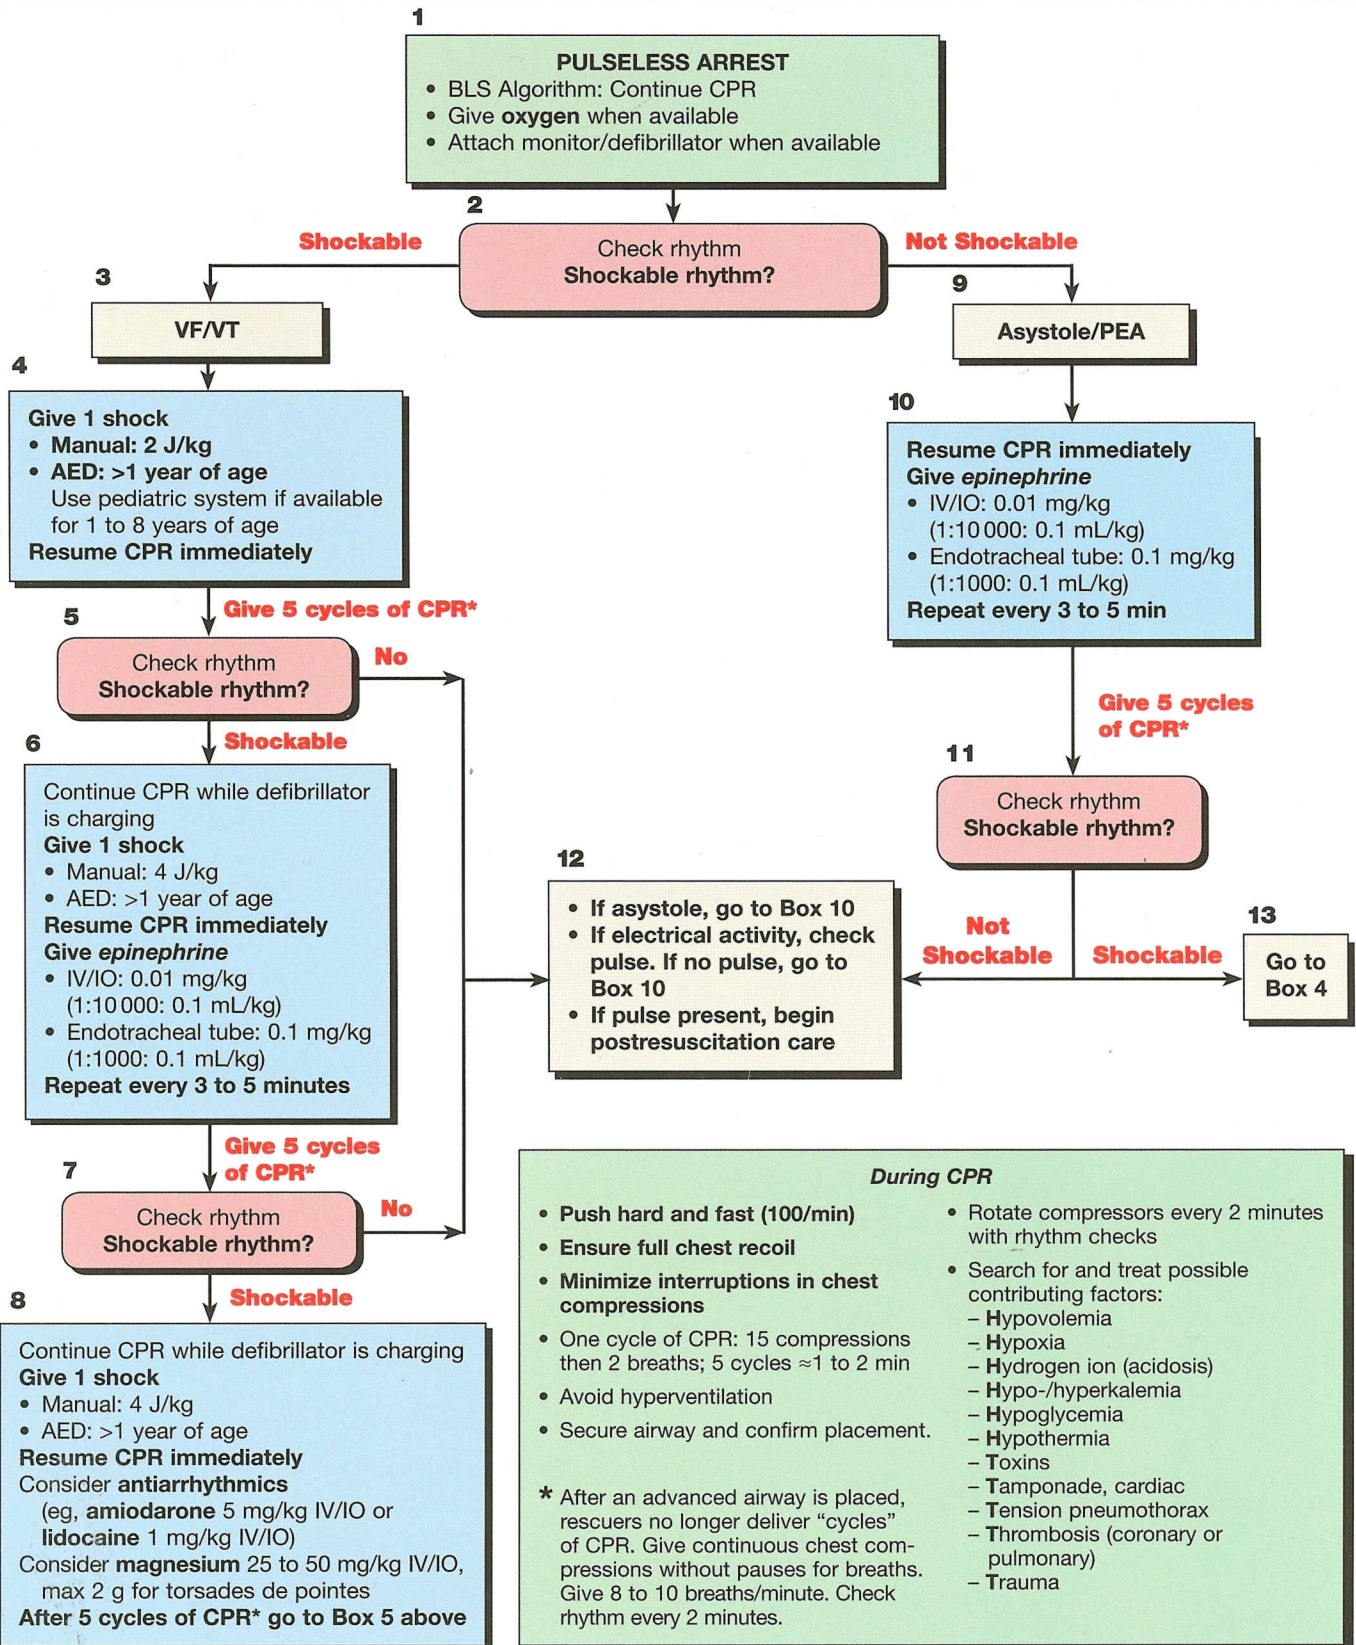 1
PULSELESS ARREST
• BLS Algorithm: Continue CPR
• Give oxygen when available
• Attach monitor/defibrillator when available
2
Check rhythm
Shockable rhythm?
Shockable
Not Shockable
3
VF/VT
4
Give 1 shock
• Manual: 2 J/kg
• AED: >1 year of age
Use pediatric system if available
for 1 to 8 years of age
Resume CPR immediately
Give 5 cycles of CPR*
5
Check rhythm
Shockable rhythm?
No
Shockable
6
Continue CPR while defibrillator
is charging
Give 1 shock
• Manual: 4 J/kg
• AED: >1 year of age
Resume CPR immediately
Give epinephrine
• IV/IO: 0.01 mg/kg
(1:10 000: 0.1 mL/kg)
• Endotracheal tube: 0.1 mg/kg
(1:1000: 0.1 mL/kg)
Repeat every 3 to 5 minutes
Give 5 cycles
of CPR*
7
Check rhythm
Shockable rhythm?
No
Shockable
8
Continue CPR while defibrillator is charging
Give 1 shock
• Manual: 4 J/kg
• AED: >1 year of age
Resume CPR immediately
Consider antiarrhythmics
(eg, amiodarone 5 mg/kg IV/IO or
lidocaine 1 mg/kg IV/IO)
Consider magnesium 25 to 50 mg/kg IV/IO,
max 2 g for torsades de pointes
After 5 cycles of CPR* go to Box 5 above
9
Asystole/PEA
10
Resume CPR immediately
Give epinephrine
• IV/IO: 0.01 mg/kg
(1:10 000: 0.1 mL/kg)
• Endotracheal tube: 0.1 mg/kg
(1:1000: 0.1 mL/kg)
Repeat every 3 to 5 min
Give 5 cycles
of CPR*
11
Check rhythm
Shockable rhythm?
Not
Shockable
Shockable
12
• If asystole, go to Box 10
• If electrical activity, check
pulse. If no pulse, go to
Box 10
• If pulse present, begin
postresuscitation care
13
Go to
Box 4
During CPR
• Push hard and fast (100/min)
• Ensure full chest recoil
• Minimize interruptions in chest
compressions
• One cycle of CPR: 15 compressions
then 2 breaths; 5 cycles ≈1 to 2 min
• Avoid hyperventilation
• Secure airway and confirm placement.
* After an advanced airway is placed,
rescuers no longer deliver “cycles”
of CPR. Give continuous chest com-
pressions without pauses for breaths.
Give 8 to 10 breaths/minute. Check
rhythm every 2 minutes.
• Rotate compressors every 2 minutes
with rhythm checks
• Search for and treat possible
contributing factors:
– Hypovolemia
– Hypoxia
– Hydrogen ion (acidosis)
– Hypo-/hyperkalemia
– Hypoglycemia
– Hypothermia
– Toxins
– Tamponade, cardiac
– Tension pneumothorax
– Thrombosis (coronary or
pulmonary)
– Trauma